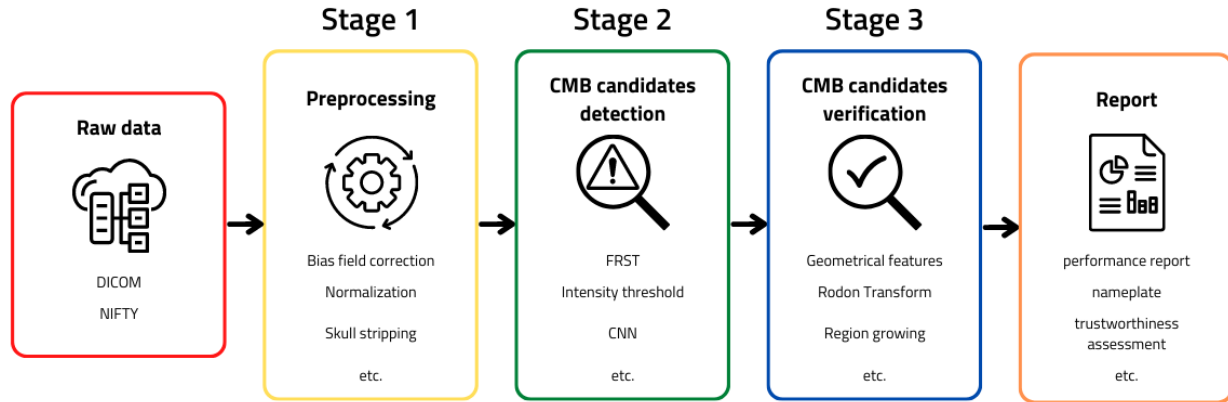 Stage 1
Stage 2
Stage 3
Raw data
DICOM
NIFTY
Preprocessing
Bias field correction
Normalization
Skull stripping
etc.
CMB candidates
detection
FRST
Intensity threshold
CNN
etc.
CMB candidates
verification
Geometrical features
Rodon Transform
Region growing
etc.
Report
performance report
nameplate
trustworthiness
assessment
etc.